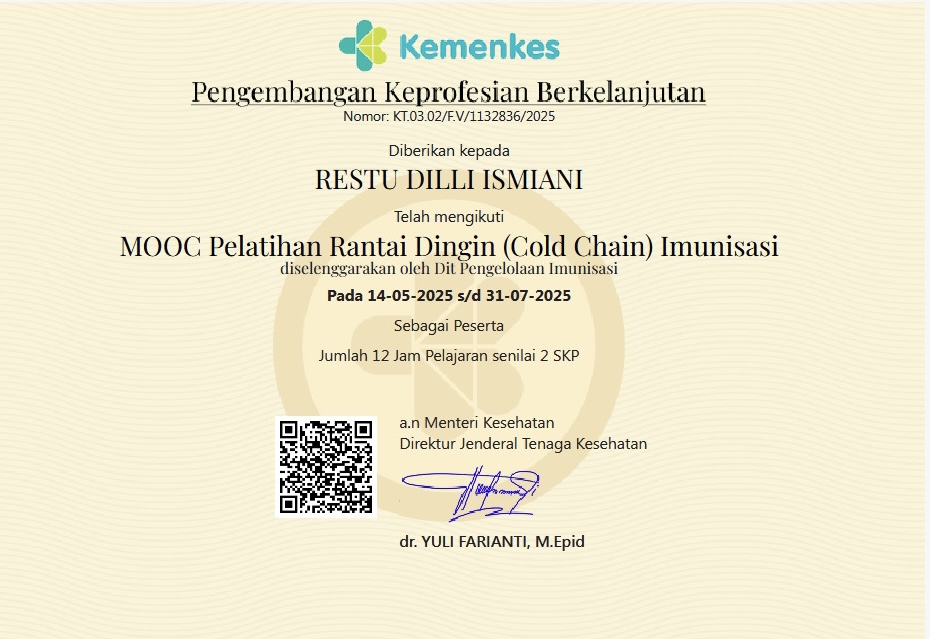 Kemenkes
Pengembangan Keprofesian Berkelanjutan
Nomor: KT.03.02/F.V/1132836/2025
Diberikan kepada
RESTU DILLI ISMIANI
Telah mengikuti
MOOC Pelatihan Rantai Dingin (Cold Chain) Imunisasi
diselenggarakan oleh Dit Pengelolaan Imunisasi
Pada 14-05-2025 s/d 31-07-2025
Sebagai Peserta
Jumlah 12 Jam Pelajaran senilai 2 SKP
a.n Menteri Kesehatan
Direktur Jenderal Tenaga Kesehatan
dr. YULI FARIANTI, M.Epid